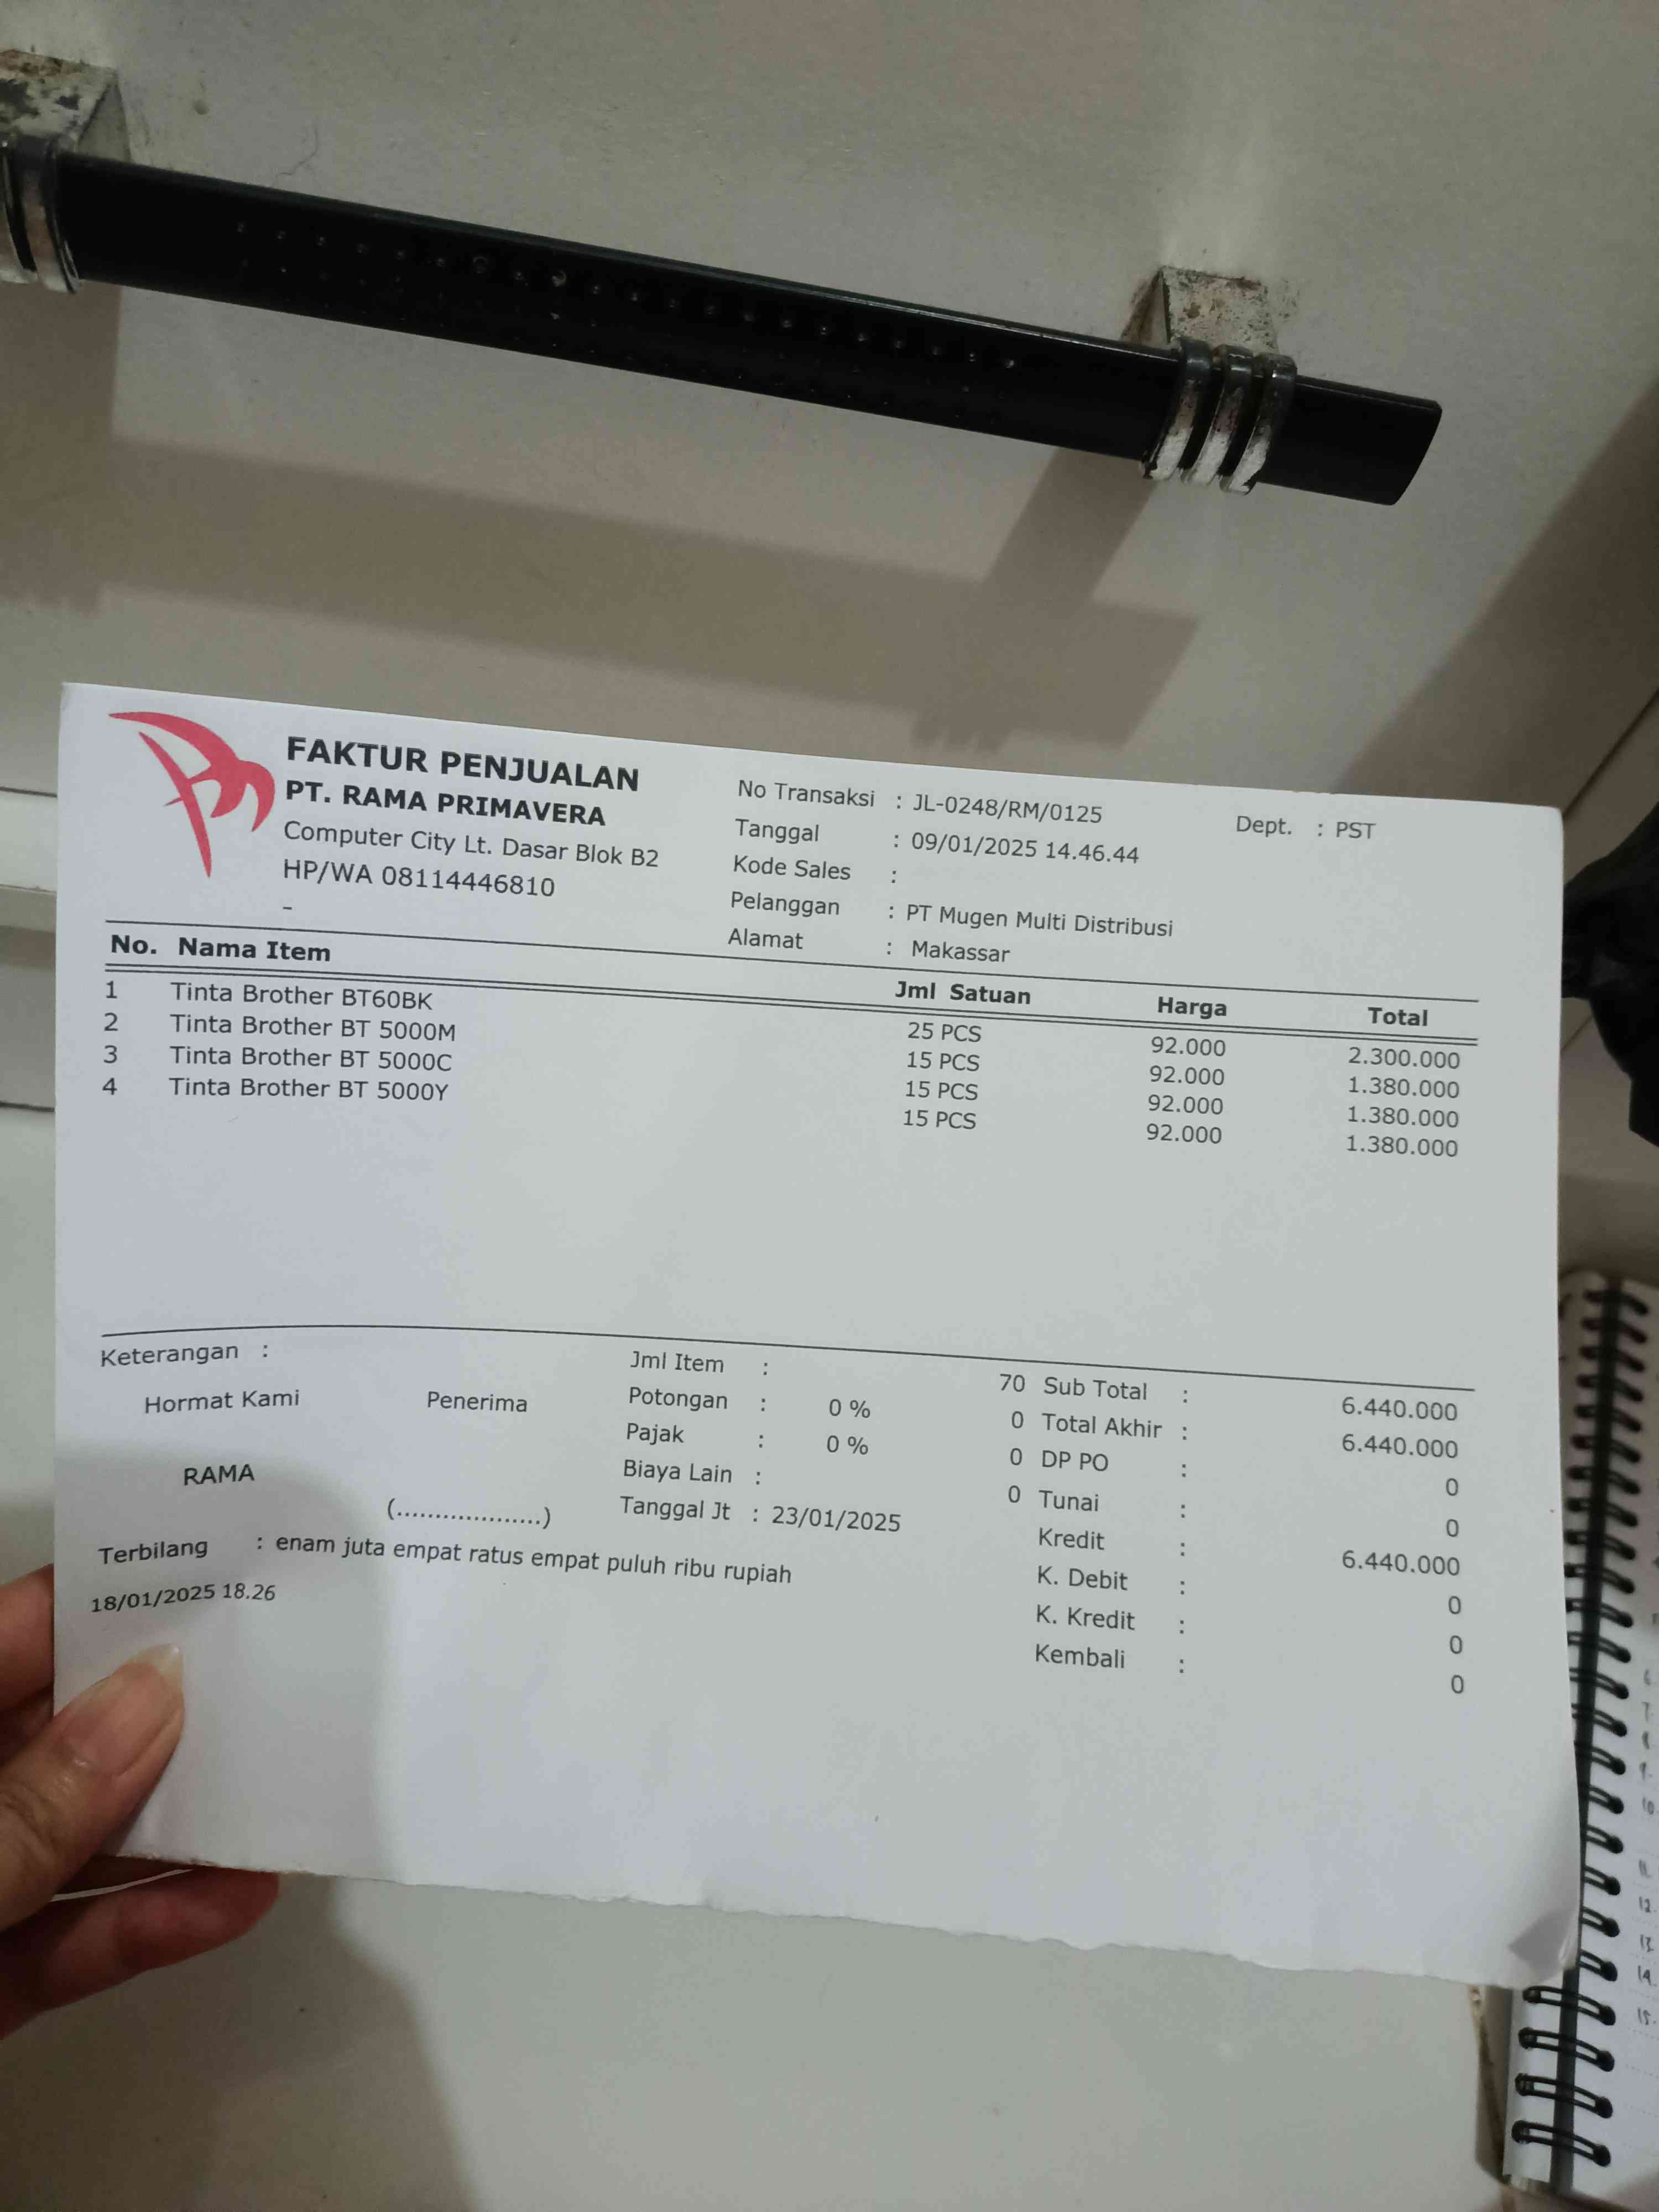 FAKTUR PENJUALAN
PT. RAMA PRIMAVERA
Computer City Lt. Dasar Blok B2
HP/WA 08114446810
-
No Transaksi : JL-0248/RM/0125
Dept. : PST
Tanggal : 09/01/2025 14.46.44
Kode Sales :
Pelanggan : PT Mugen Multi Distribusi
Alamat : Makassar
No. Nama Item Jml Satuan Harga Total
1 Tinta Brother BT60BK 25 PCS 92.000 2.300.000
2 Tinta Brother BT 5000M 15 PCS 92.000 1.380.000
3 Tinta Brother BT 5000C 15 PCS 92.000 1.380.000
4 Tinta Brother BT 5000Y 15 PCS 92.000 1.380.000
Keterangan :
Hormat Kami Penerima
RAMA
(...................)
Jml Item : 70
Potongan : 0 % 0
Pajak : 0 % 0
Biaya Lain : 0
Tanggal Jt : 23/01/2025
Sub Total : 6.440.000
Total Akhir : 6.440.000
DP PO : 0
Tunai : 0
Kredit : 6.440.000
K. Debit : 0
K. Kredit : 0
Kembali : 0
Terbilang : enam juta empat ratus empat puluh ribu rupiah
18/01/2025 18.26
10.
11.
12.
13.
14.
15.